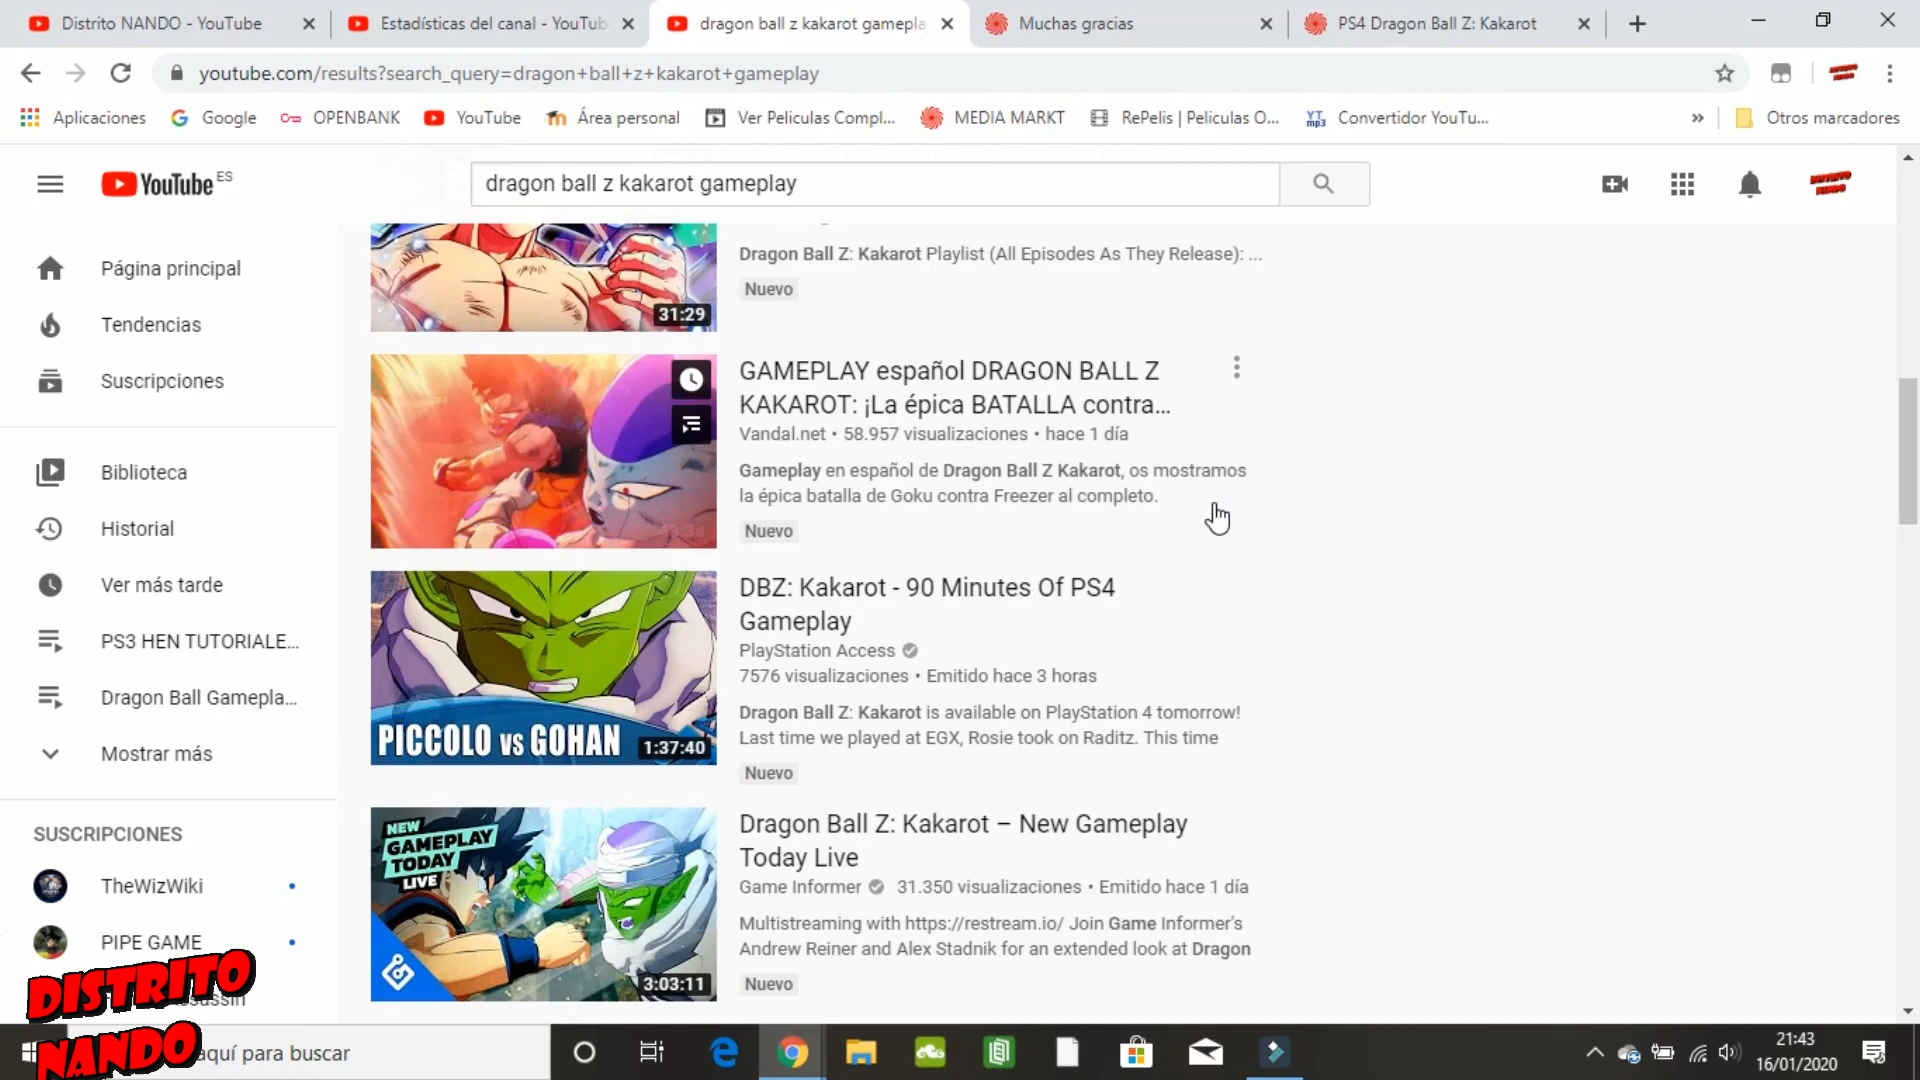 Distrito NANDO - YouTube
Estadísticas del canal - YouTub
dragon ball z kakarot gamepla
Muchas gracias
PS4 Dragon Ball Z: Kakarot
youtube.com/results?search_query=dragon+ball+z+kakarot+gameplay
Aplicaciones
Google
OPENBANK
YouTube
Área personal
Ver Peliculas Compl...
MEDIA MARKT
RePelis | Peliculas O...
YT mp3
Convertidor YouTu...
»
Otros marcadores
YouTube ES
dragon ball z kakarot gameplay
DISTRITO
NANDO
Página principal
Tendencias
Suscripciones
Biblioteca
Historial
Ver más tarde
PS3 HEN TUTORIALE...
Dragon Ball Gamepla...
Mostrar más
SUSCRIPCIONES
TheWizWiki
PIPE GAME
31:29
Dragon Ball Z: Kakarot Playlist (All Episodes As They Release): ...
Nuevo
GAMEPLAY español DRAGON BALL Z
KAKAROT: ¡La épica BATALLA contra...
Vandal.net • 58.957 visualizaciones • hace 1 día
Gameplay en español de Dragon Ball Z Kakarot, os mostramos
la épica batalla de Goku contra Freezer al completo.
Nuevo
PICCOLO vs GOHAN
1:37:40
DBZ: Kakarot - 90 Minutes Of PS4
Gameplay
PlayStation Access
7576 visualizaciones • Emitido hace 3 horas
Dragon Ball Z: Kakarot is available on PlayStation 4 tomorrow!
Last time we played at EGX, Rosie took on Raditz. This time
Nuevo
NEW
GAMEPLAY
TODAY
LIVE
3:03:11
Dragon Ball Z: Kakarot – New Gameplay
Today Live
Game Informer 31.350 visualizaciones • Emitido hace 1 día
Multistreaming with https://restream.io/ Join Game Informer's
Andrew Reiner and Alex Stadnik for an extended look at Dragon
Nuevo
DISTRITO
NANDO
aquí para buscar
21:43
16/01/2020